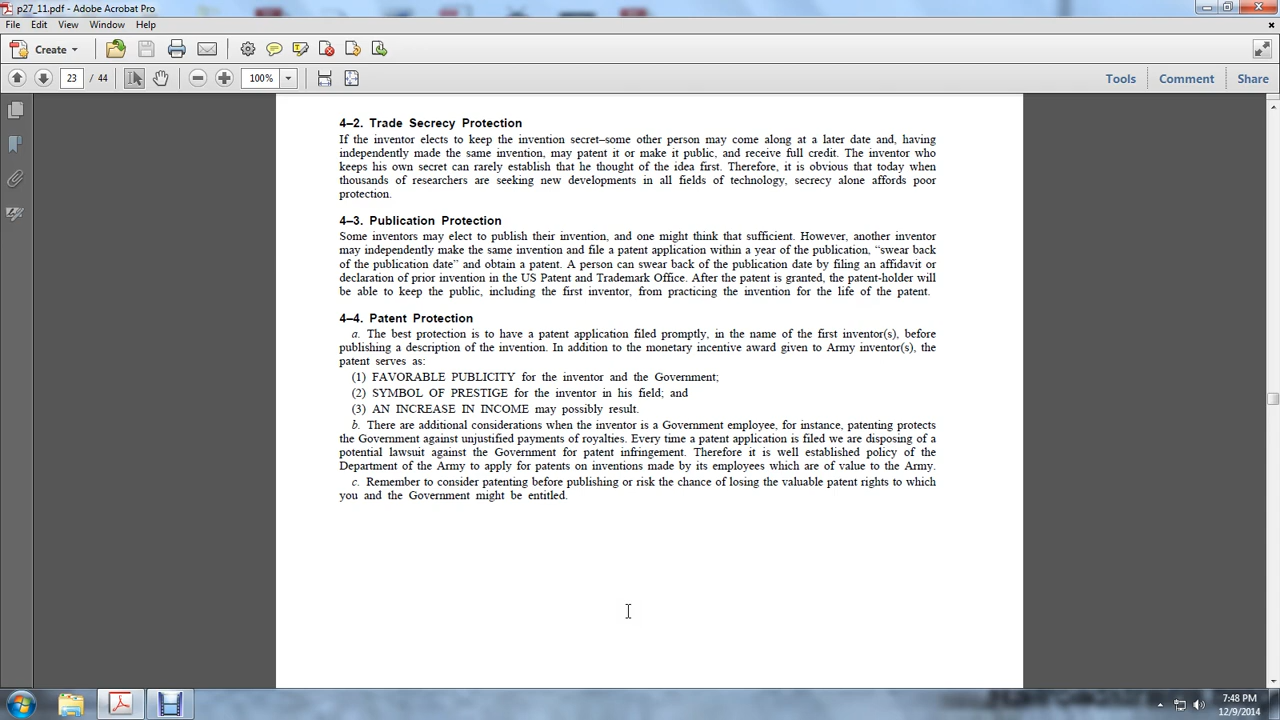 p27_11.pdf - Adobe Acrobat Pro
File Edit View Window Help
Create
23 / 44 100% Tools Comment Share
4–2. Trade Secrecy Protection
If the inventor elects to keep the invention secret–some other person may come along at a later date and, having
independently made the same invention, may patent it or make it public, and receive full credit. The inventor who
keeps his own secret can rarely establish that he thought of the idea first. Therefore, it is obvious that today when
thousands of researchers are seeking new developments in all fields of technology, secrecy alone affords poor
protection.
4–3. Publication Protection
Some inventors may elect to publish their invention, and one might think that sufficient. However, another inventor
may independently make the same invention and file a patent application within a year of the publication, “swear back
of the publication date” and obtain a patent. A person can swear back of the publication date by filing an affidavit or
declaration of prior invention in the US Patent and Trademark Office. After the patent is granted, the patent-holder will
be able to keep the public, including the first inventor, from practicing the invention for the life of the patent.
4–4. Patent Protection
a. The best protection is to have a patent application filed promptly, in the name of the first inventor(s), before
publishing a description of the invention. In addition to the monetary incentive award given to Army inventor(s), the
patent serves as:
(1) FAVORABLE PUBLICITY for the inventor and the Government;
(2) SYMBOL OF PRESTIGE for the inventor in his field; and
(3) AN INCREASE IN INCOME may possibly result.
b. There are additional considerations when the inventor is a Government employee, for instance, patenting protects
the Government against unjustified payments of royalties. Every time a patent application is filed we are disposing of a
potential lawsuit against the Government for patent infringement. Therefore it is well established policy of the
Department of the Army to apply for patents on inventions made by its employees which are of value to the Army.
c. Remember to consider patenting before publishing or risk the chance of losing the valuable patent rights to which
you and the Government might be entitled.
7:48 PM
12/9/2014